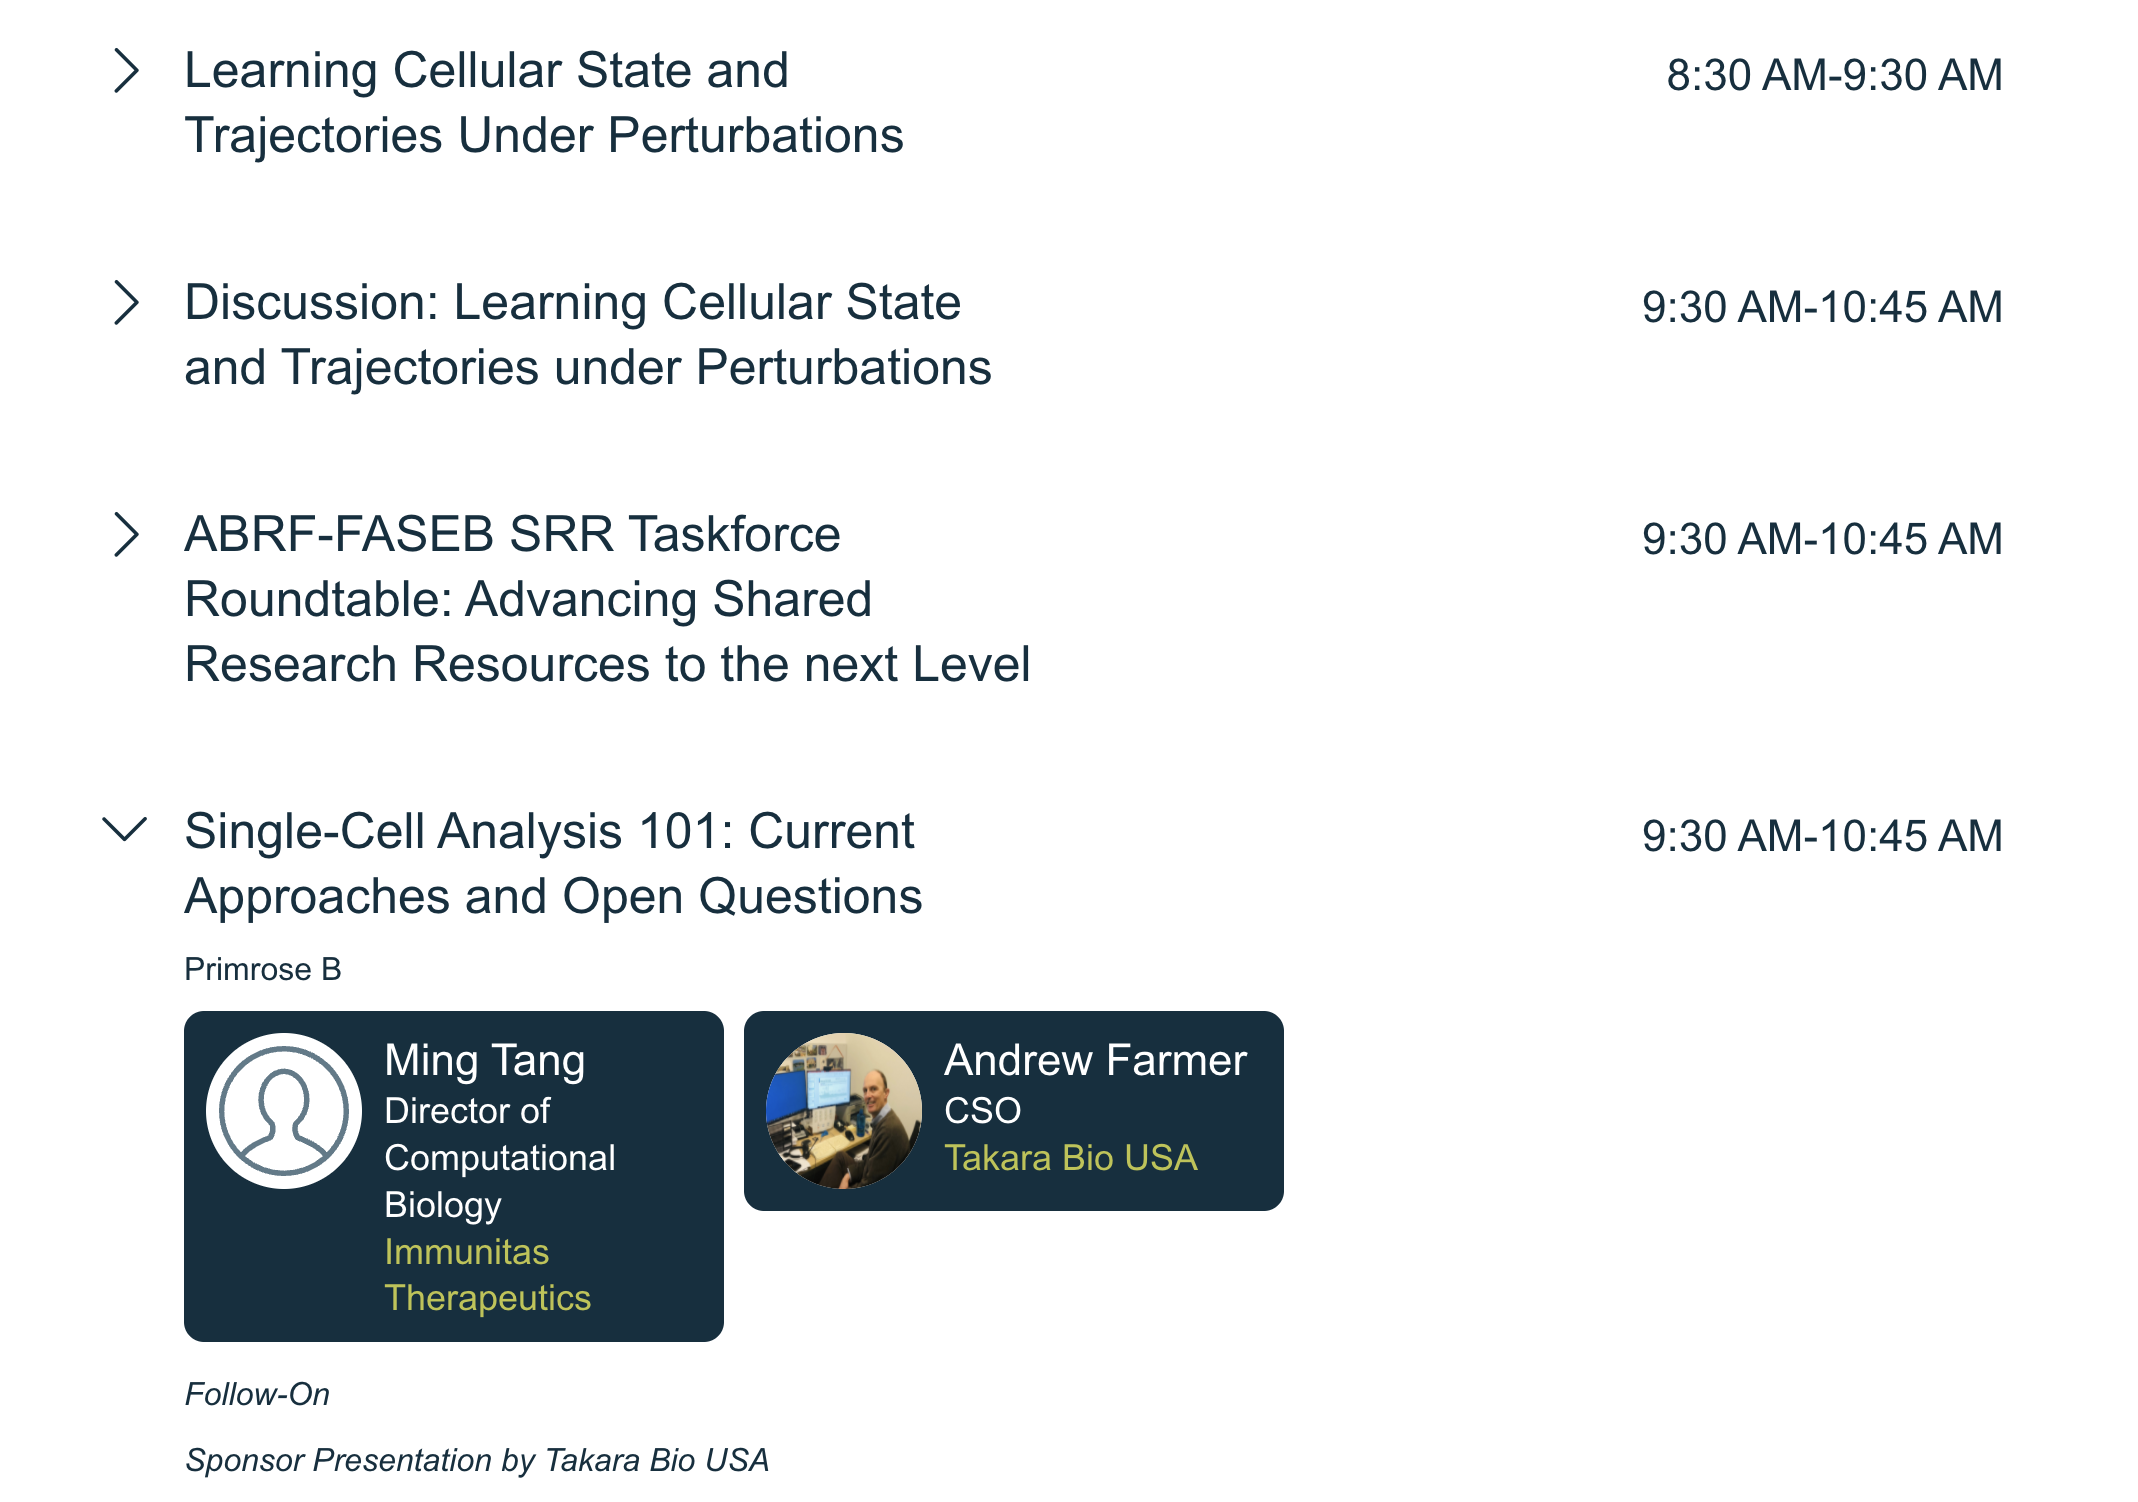 Learning Cellular State and
Trajectories Under Perturbations
8:30 AM-9:30 AM
Discussion: Learning Cellular State
and Trajectories under Perturbations
9:30 AM-10:45 AM
ABRF-FASEB SRR Taskforce
Roundtable: Advancing Shared
Research Resources to the next Level
9:30 AM-10:45 AM
Single-Cell Analysis 101: Current
Approaches and Open Questions
9:30 AM-10:45 AM
Primrose B
Ming Tang
Director of
Computational
Biology
Immunitas
Therapeutics
Andrew Farmer
CSO
Takara Bio USA
Follow-On
Sponsor Presentation by Takara Bio USA